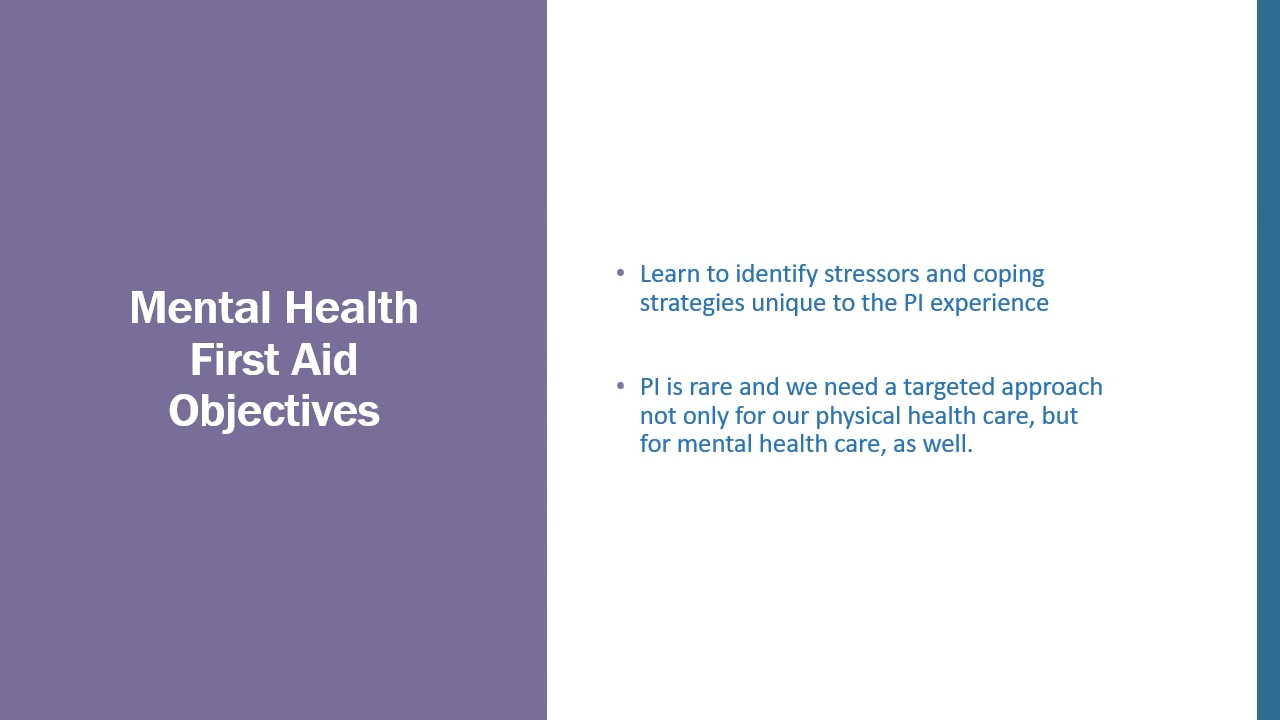 Mental Health
First Aid
Objectives
• Learn to identify stressors and coping
strategies unique to the PI experience
• PI is rare and we need a targeted approach
not only for our physical health care, but
for mental health care, as well.